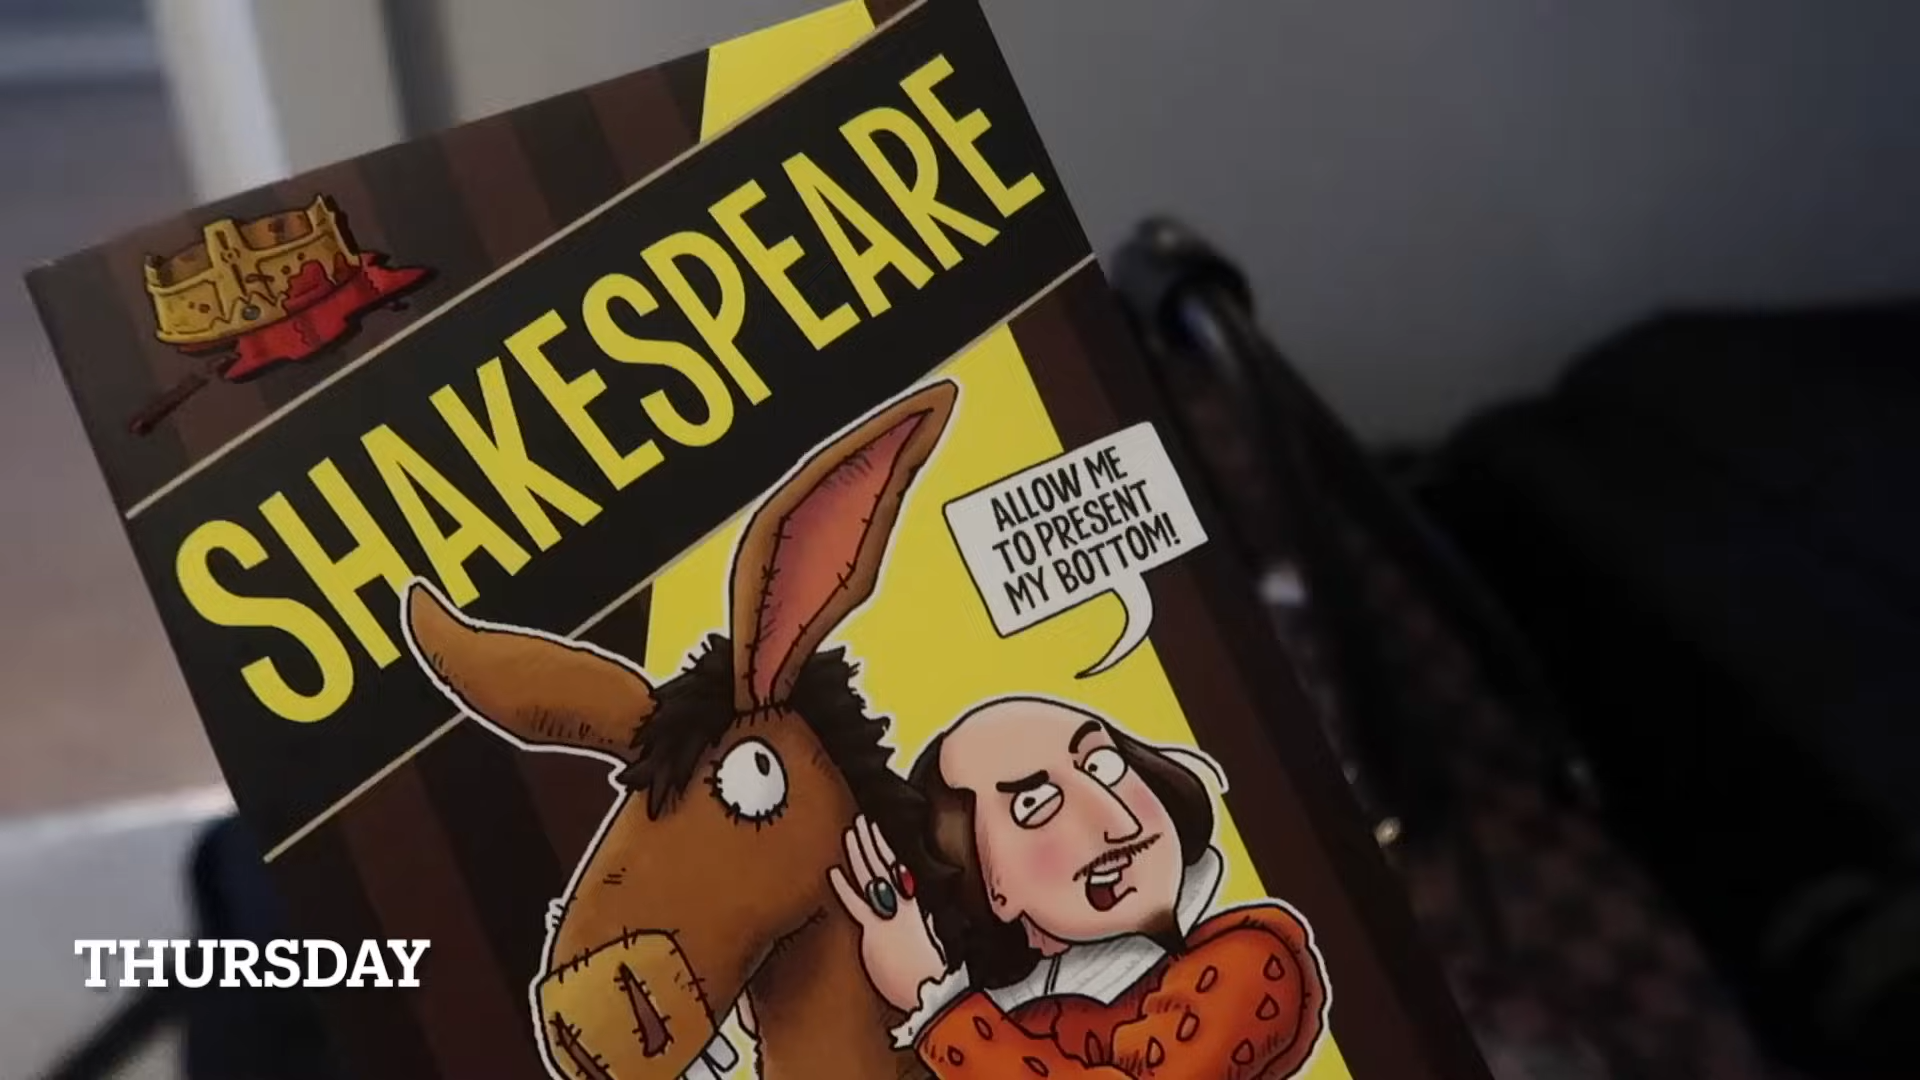 SHAKESPEARE
ALLOW ME
TO PRESENT
MY BOTTOM!
THURSDAY